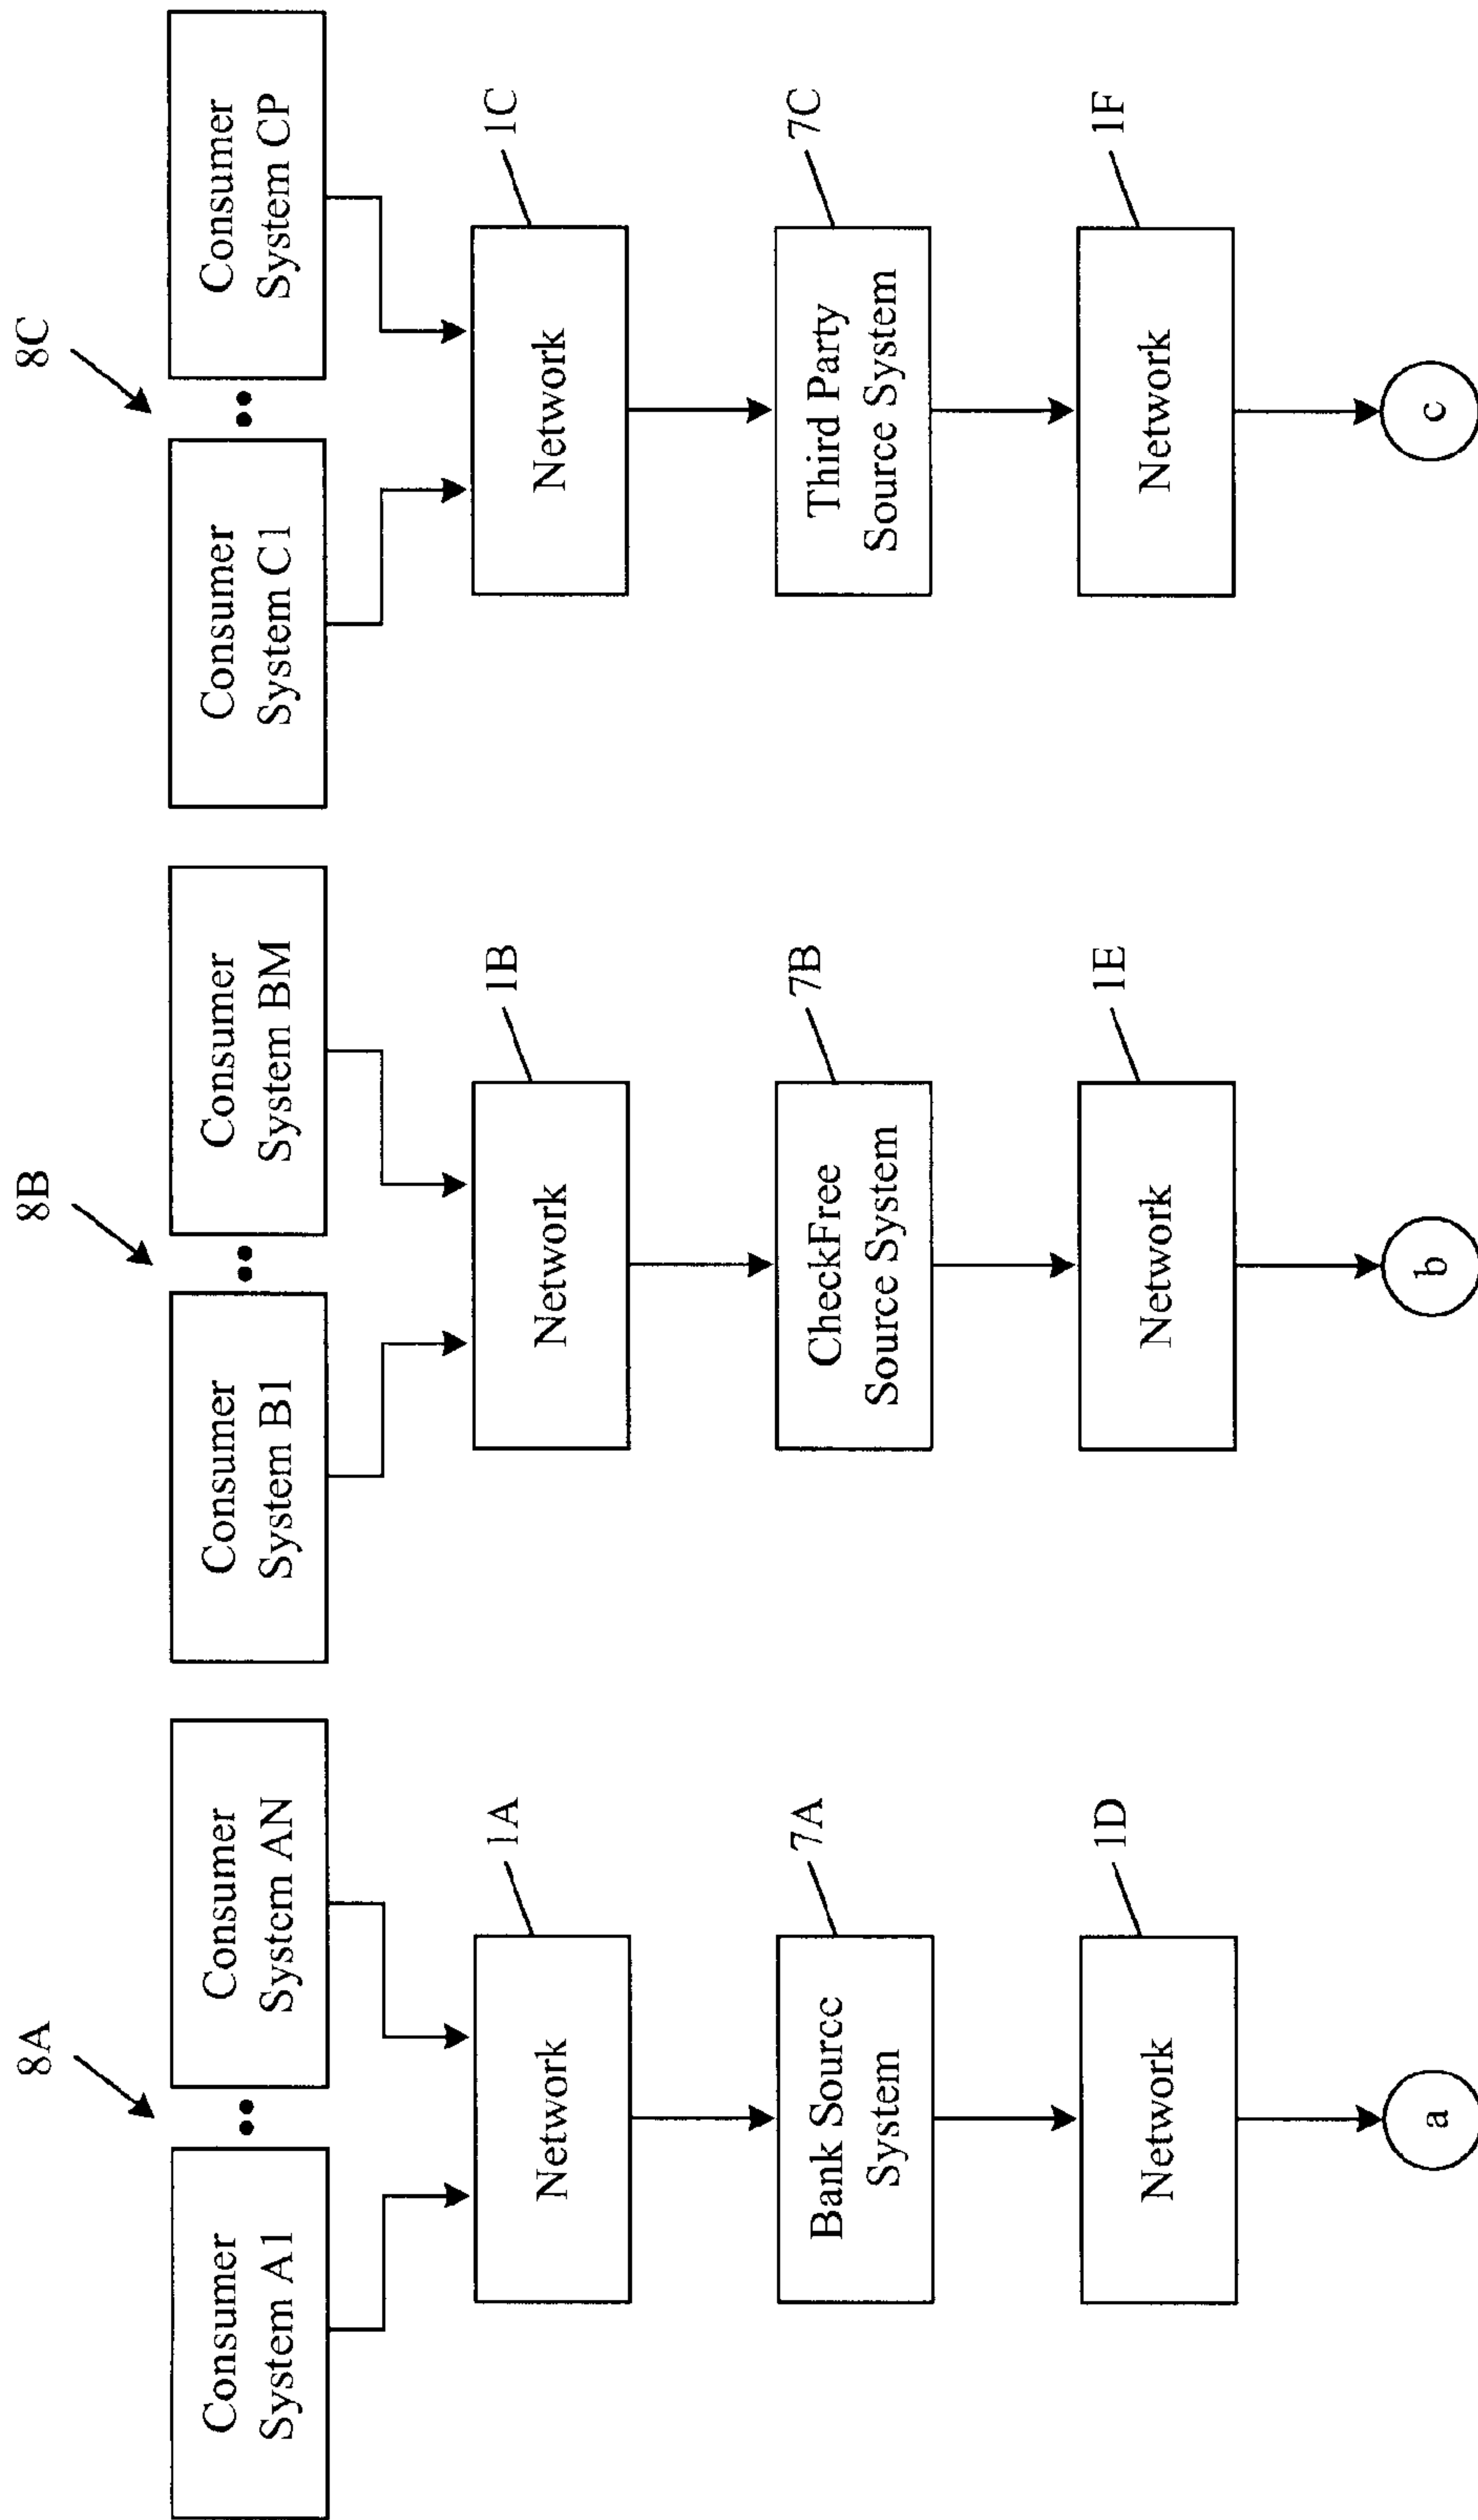 8A
8B
8C
Consumer
System A1
Consumer
System AN
Consumer
System B1
Consumer
System BM
Consumer
System C1
Consumer
System CP
1A
1B
1C
Network
Network
Network
7A
7B
7C
Bank Source
System
CheckFree
Source System
Third Party
Source System
1D
1E
1F
Network
Network
Network
a
b
c